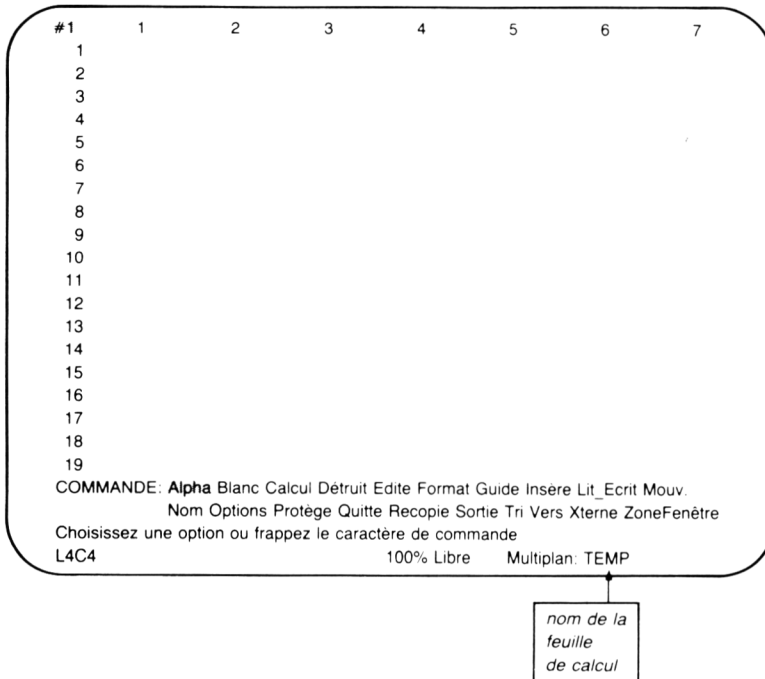 #1 1 2 3 4 5 6 7
1
2
3
4
5
6
7
8
9
10
11
12
13
14
15
16
17
18
19
COMMANDE: Alpha Blanc Calcul Détruit Edite Format Guide Insère Lit_Ecrit Mouv.
Nom Options Protège Quitte Recopie Sortie Tri Vers Xterne ZoneFenêtre
Choisissez une option ou frappez le caractère de commande
L4C4 100% Libre Multiplan: TEMP
nom de la
feuille
de calcul